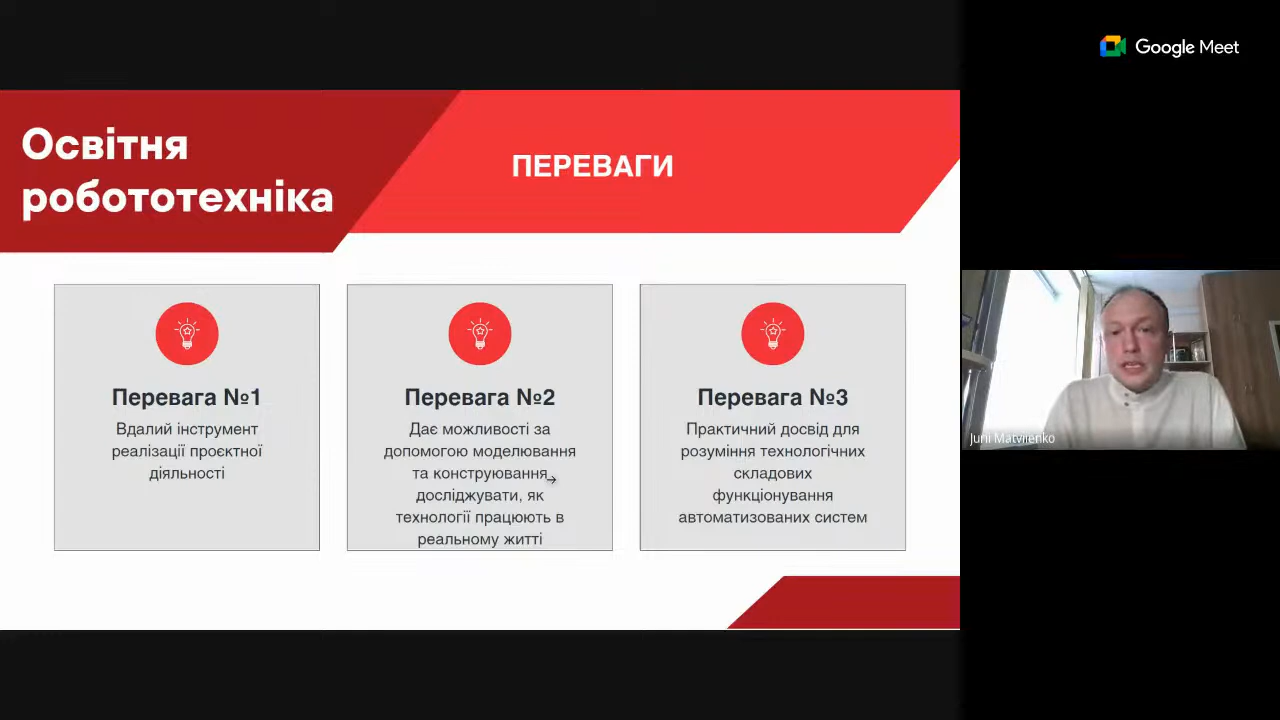 Google Meet
Освітня
робототехніка
ПЕРЕВАГИ
Перевага №1
Вдалий інструмент
реалізації проєктної
діяльності
Перевага №2
Дає можливості за
допомогою моделювання
та конструювання
досліджувати, як
технології працюють в
реальному житті
Перевага №3
Практичний досвід для
розуміння технологічних
складових
функціонування
автоматизованих систем
Jurii Matviienko